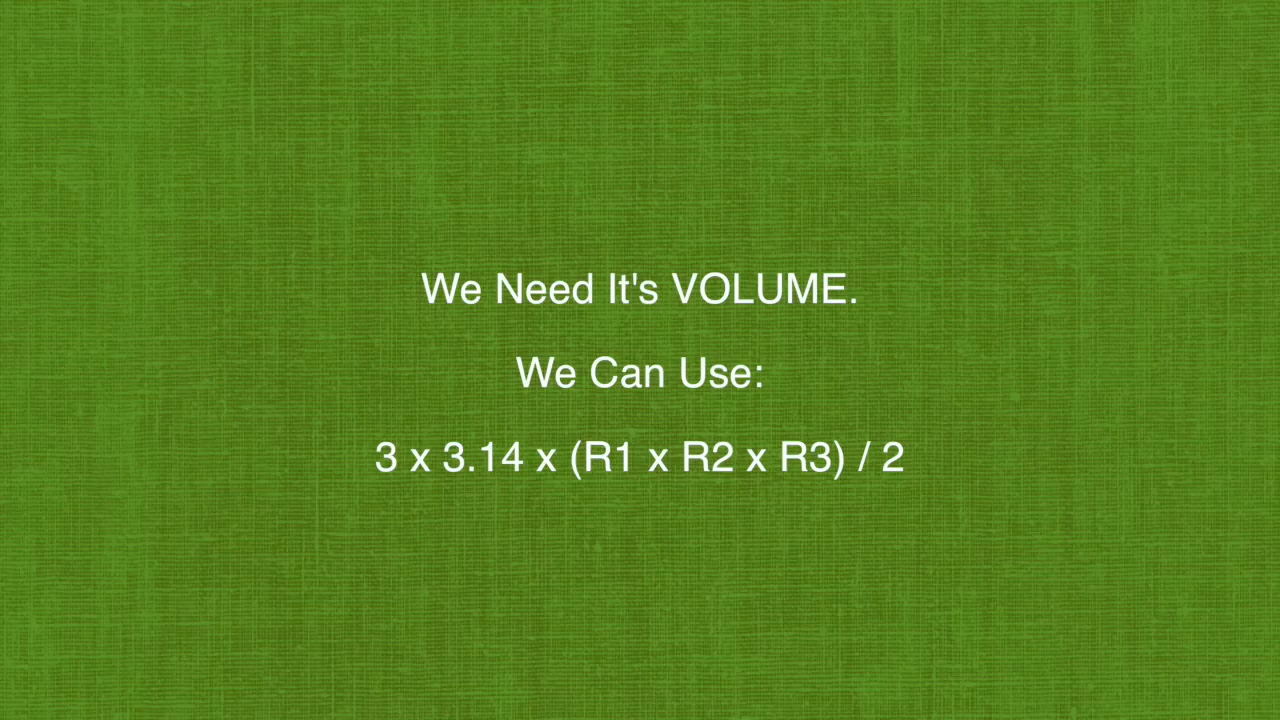 We Need It's VOLUME.
We Can Use:
3 x 3.14 x (R1 x R2 x R3) / 2